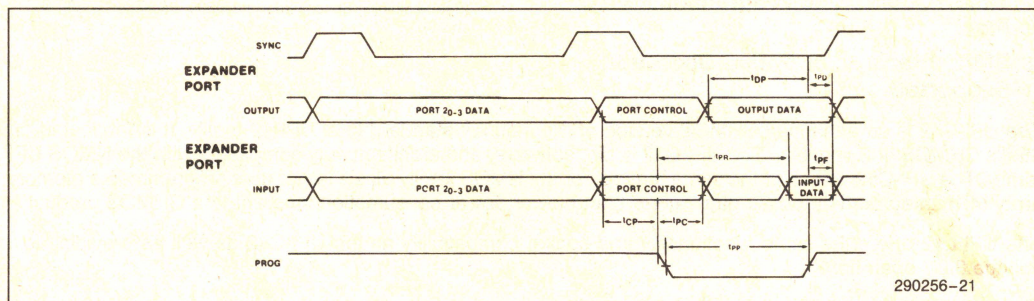 SYNC
EXPANDER
PORT
tDP
tPD
OUTPUT
PORT 20-3 DATA
PORT CONTROL
OUTPUT DATA
EXPANDER
PORT
tPR
tPF
INPUT
PCRT 20-3 DATA
PORT CONTROL
INPUT
DATA
tCP
tPC
tPP
PROG
290256-21